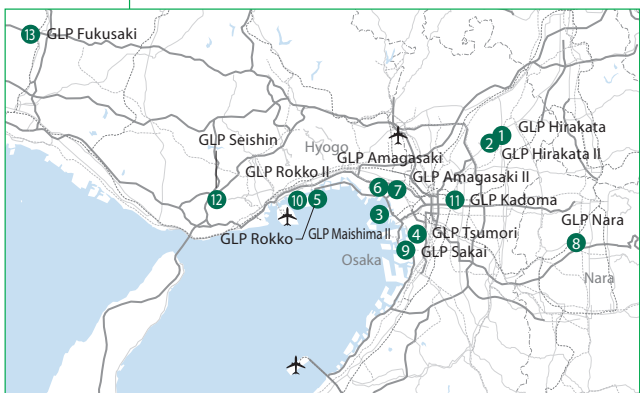 13 GLP Fukusaki
1 GLP Hirakata
2 GLP Hirakata II
GLP Seishin
12
Hyogo
GLP Amagasaki
6
GLP Amagasaki II
7
GLP Rokko II
10
5
GLP Rokko
3
GLP Maishima II
11 GLP Kadoma
4 GLP Tsumori
9 GLP Sakai
Osaka
GLP Nara
8
Nara